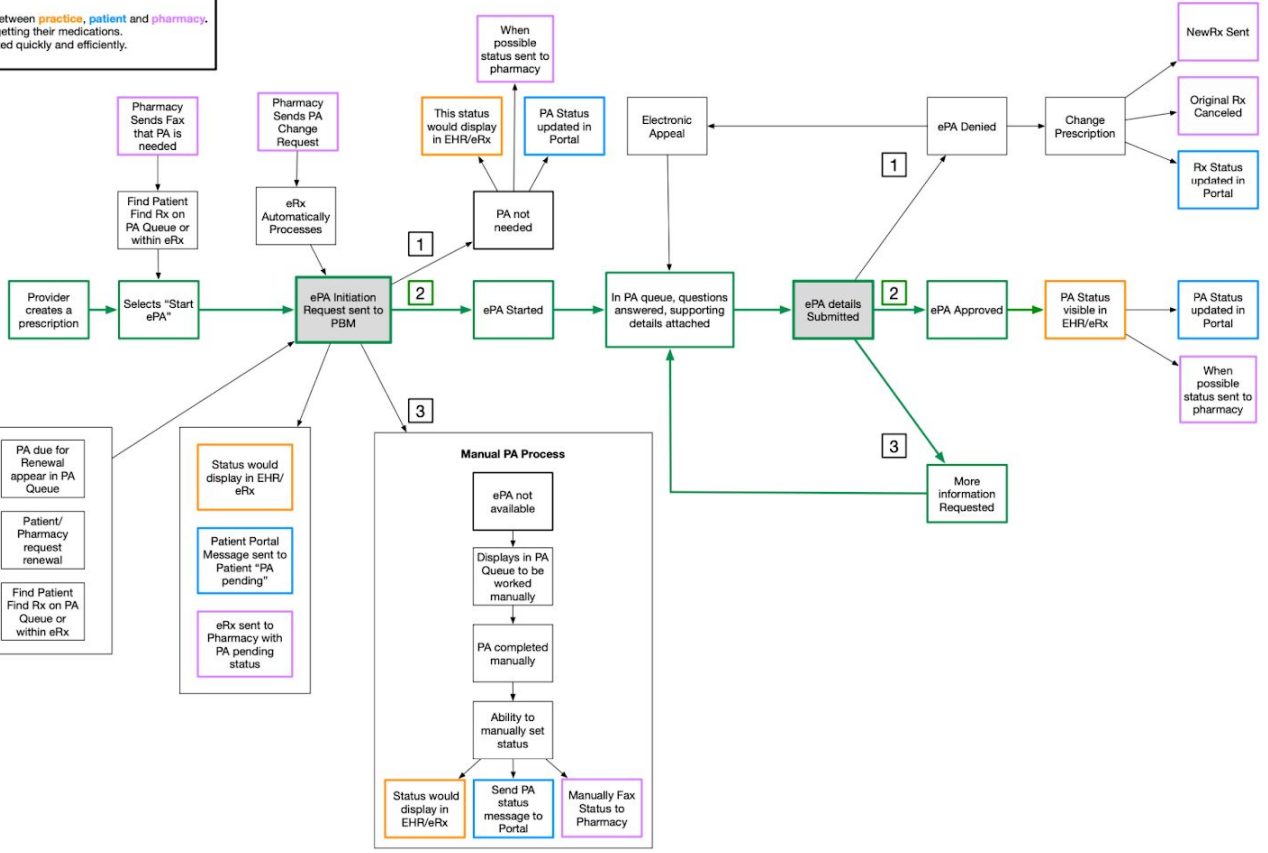 etween practice, patient and pharmacy.
etting their medications.
ed quickly and efficiently.
When
possible
status sent to
pharmacy
NewRx Sent
Pharmacy
Sends Fax
that PA is
needed
Pharmacy
Sends PA
Change
Request
This status
would display
in EHR/eRx
PA Status
updated in
Portal
Electronic
Appeal
ePA Denied
Change
Prescription
Original Rx
Canceled
1
Rx Status
updated in
Portal
Find Patient
Find Rx on
PA Queue or
within eRx
eRx
Automatically
Processes
PA not
needed
1
Provider
creates a
prescription
Selects “Start
ePA”
ePA Initiation
Request sent to
PBM
2
ePA Started
In PA queue, questions
answered, supporting
details attached
ePA details
Submitted
2
ePA Approved
PA Status
visible in
EHR/eRx
PA Status
updated in
Portal
When
possible
status sent to
pharmacy
3
3
PA due for
Renewal
appear in PA
Queue
Patient/
Pharmacy
request
renewal
Find Patient
Find Rx on PA
Queue or
within eRx
Status would
display in EHR/
eRx
Patient Portal
Message sent to
Patient “PA
pending”
eRx sent to
Pharmacy with
PA pending
status
Manual PA Process
ePA not
available
Displays in PA
Queue to be
worked
manually
PA completed
manually
Ability to
manually set
status
Status would
display in
EHR/eRx
Send PA
status
message to
Portal
Manually Fax
Status to
Pharmacy
More
information
Requested